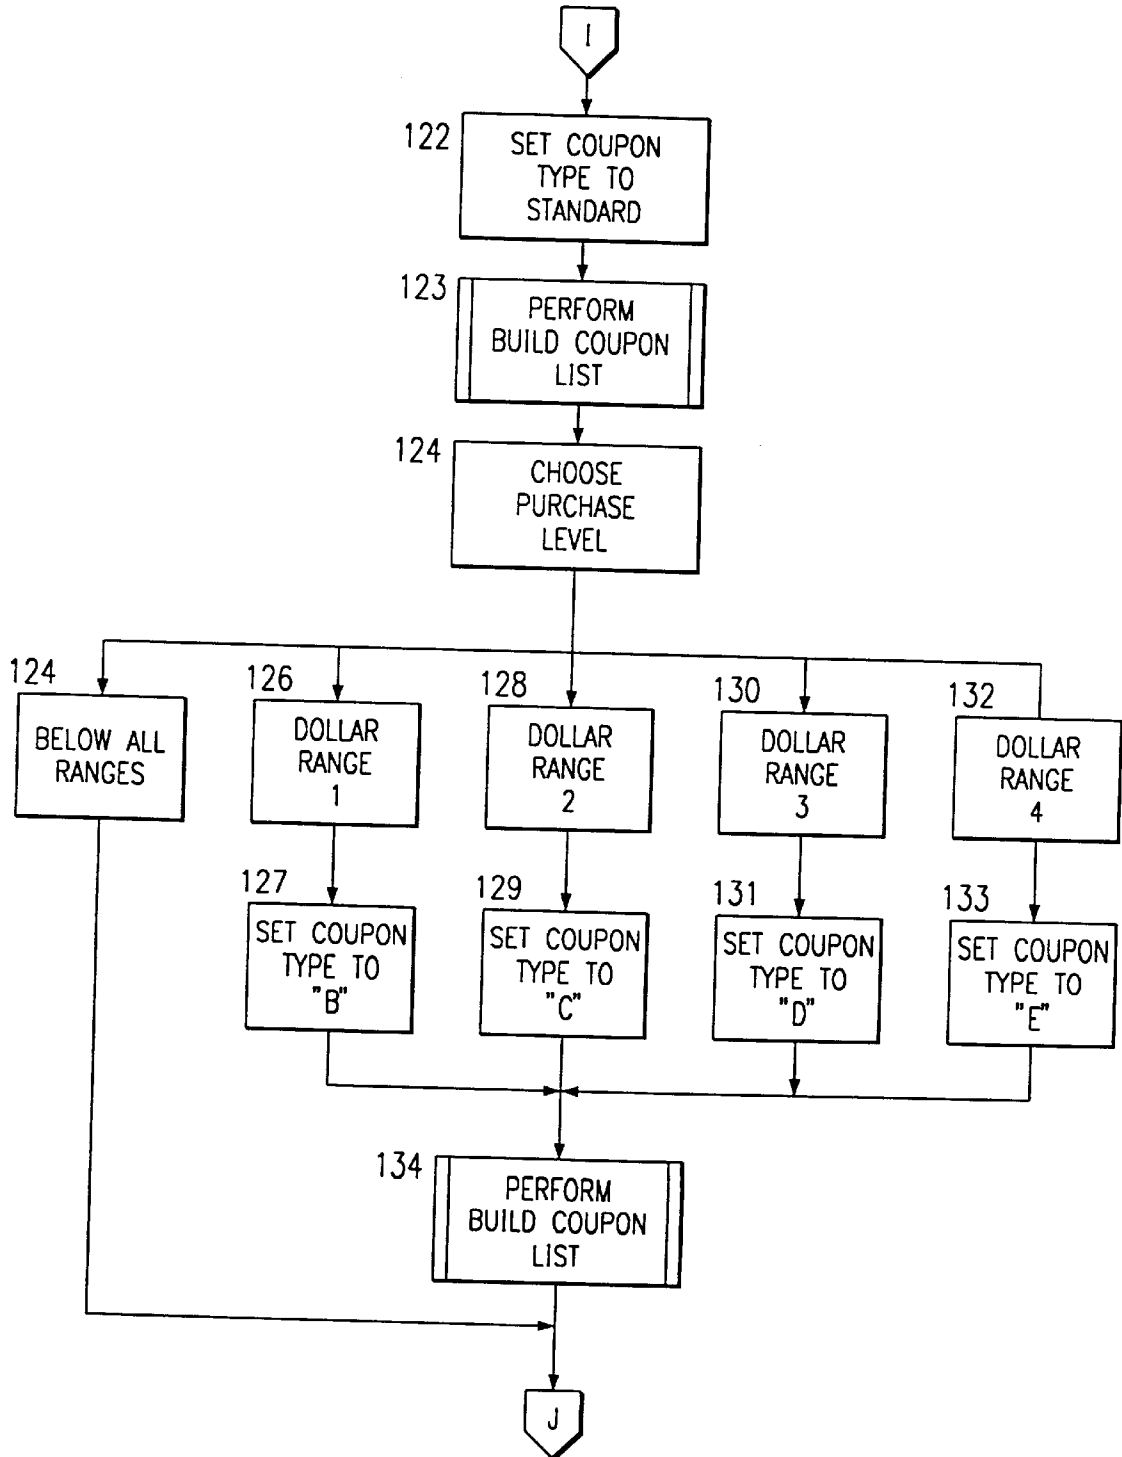 I
122
SET COUPON
TYPE TO
STANDARD
123
PERFORM
BUILD COUPON
LIST
124
CHOOSE
PURCHASE
LEVEL
124
BELOW ALL
RANGES
126
DOLLAR
RANGE
1
128
DOLLAR
RANGE
2
130
DOLLAR
RANGE
3
132
DOLLAR
RANGE
4
127
SET COUPON
TYPE TO
"B"
129
SET COUPON
TYPE TO
"C"
131
SET COUPON
TYPE TO
"D"
133
SET COUPON
TYPE TO
"E"
134
PERFORM
BUILD COUPON
LIST
J